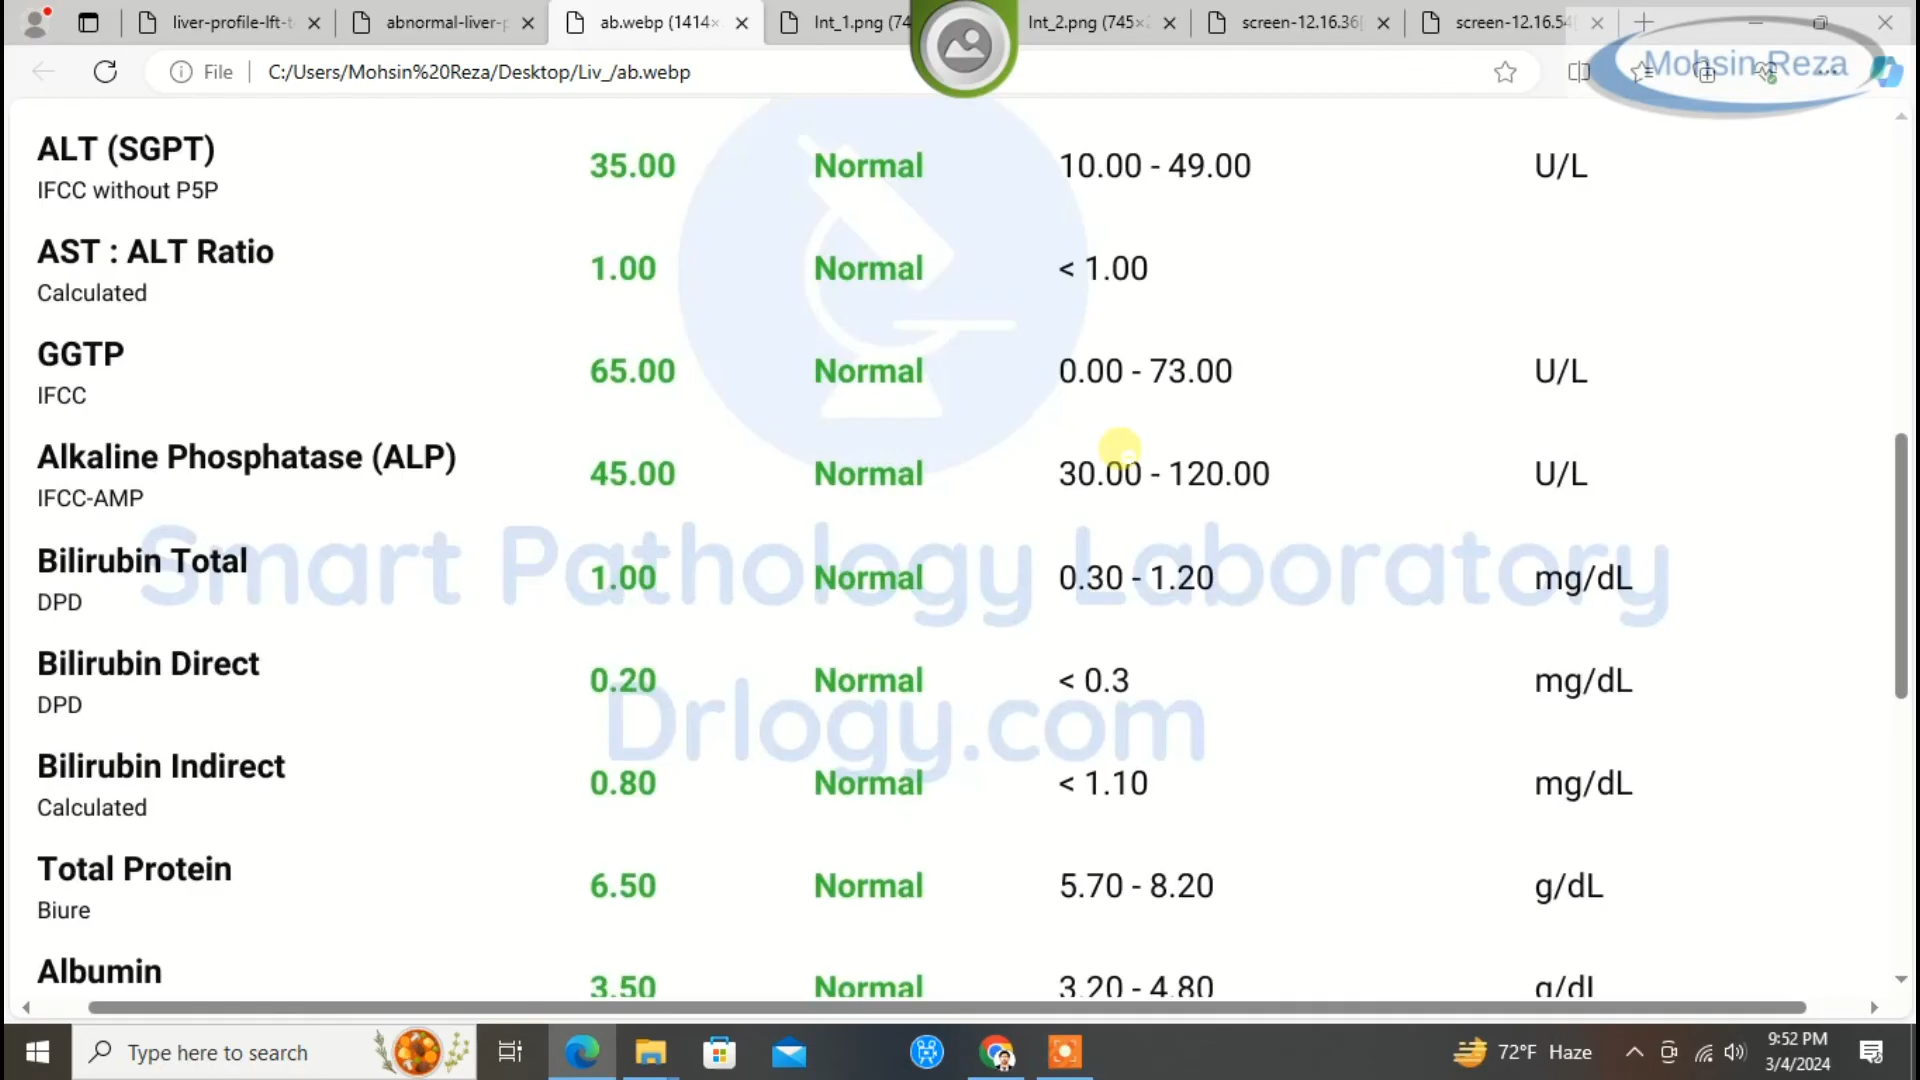 liver-profile-lft-t
abnormal-liver-p
ab.webp (1414×
Int_1.png (74
Int_2.png (745×
screen-12.16.36
screen-12.16.54
Mohsin Reza
File
C:/Users/Mohsin%20Reza/Desktop/Liv_/ab.webp
ALT (SGPT) 35.00 Normal 10.00 - 49.00 U/L
IFCC without P5P
AST : ALT Ratio 1.00 Normal < 1.00
Calculated
GGTP 65.00 Normal 0.00 - 73.00 U/L
IFCC
Alkaline Phosphatase (ALP) 45.00 Normal 30.00 - 120.00 U/L
IFCC-AMP
Smart Pathology Laboratory
Bilirubin Total 1.00 Normal 0.30 - 1.20 mg/dL
DPD
Bilirubin Direct 0.20 Normal < 0.3 mg/dL
DPD
Drlogy.com
Bilirubin Indirect 0.80 Normal < 1.10 mg/dL
Calculated
Total Protein 6.50 Normal 5.70 - 8.20 g/dL
Biure
Albumin 3.50 Normal 3.20 - 4.80 g/dL
Type here to search
72°F Haze
9:52 PM
3/4/2024